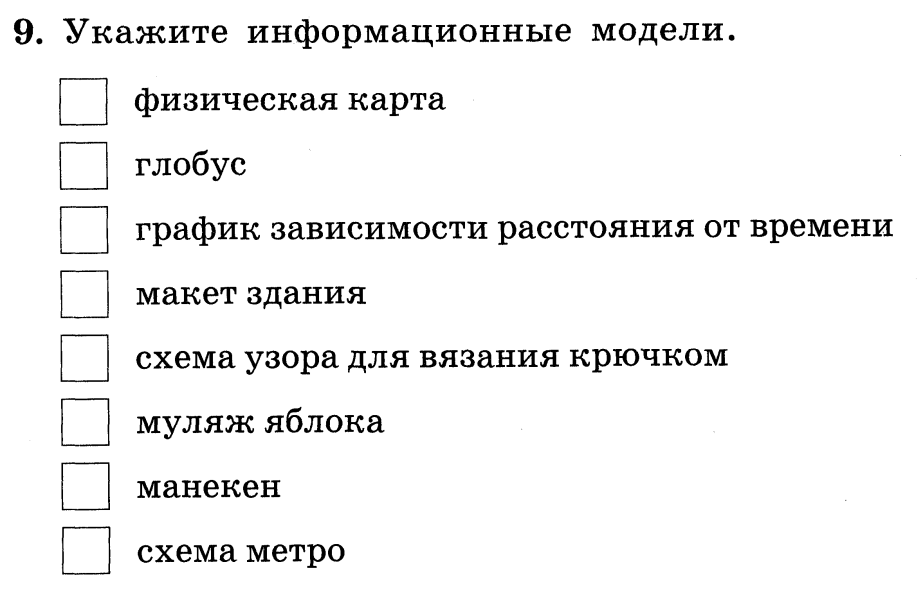 9. Укажите информационные модели.
физическая карта
глобус
график зависимости расстояния от времени
макет здания
схема узора для вязания крючком
муляж яблока
манекен
схема метро